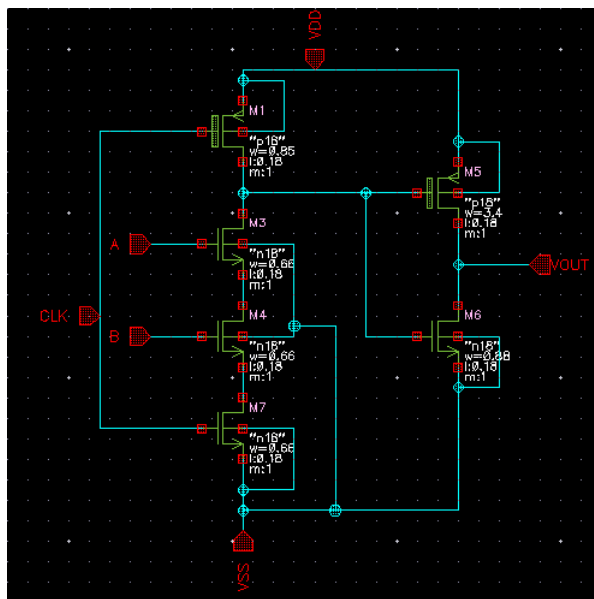 VDD
M1
"p18"
w=0.85
l:0.18
m:1
M5
"p18"
w=3.4
l:0.18
m:1
M3
A
"n18"
w=0.66
l:0.18
m:1
VOUT
CLK
M4
B
"n18"
w=0.66
l:0.18
m:1
M6
"n18"
w=0.88
l:0.18
m:1
M7
"n18"
w=0.66
l:0.18
m:1
VSS